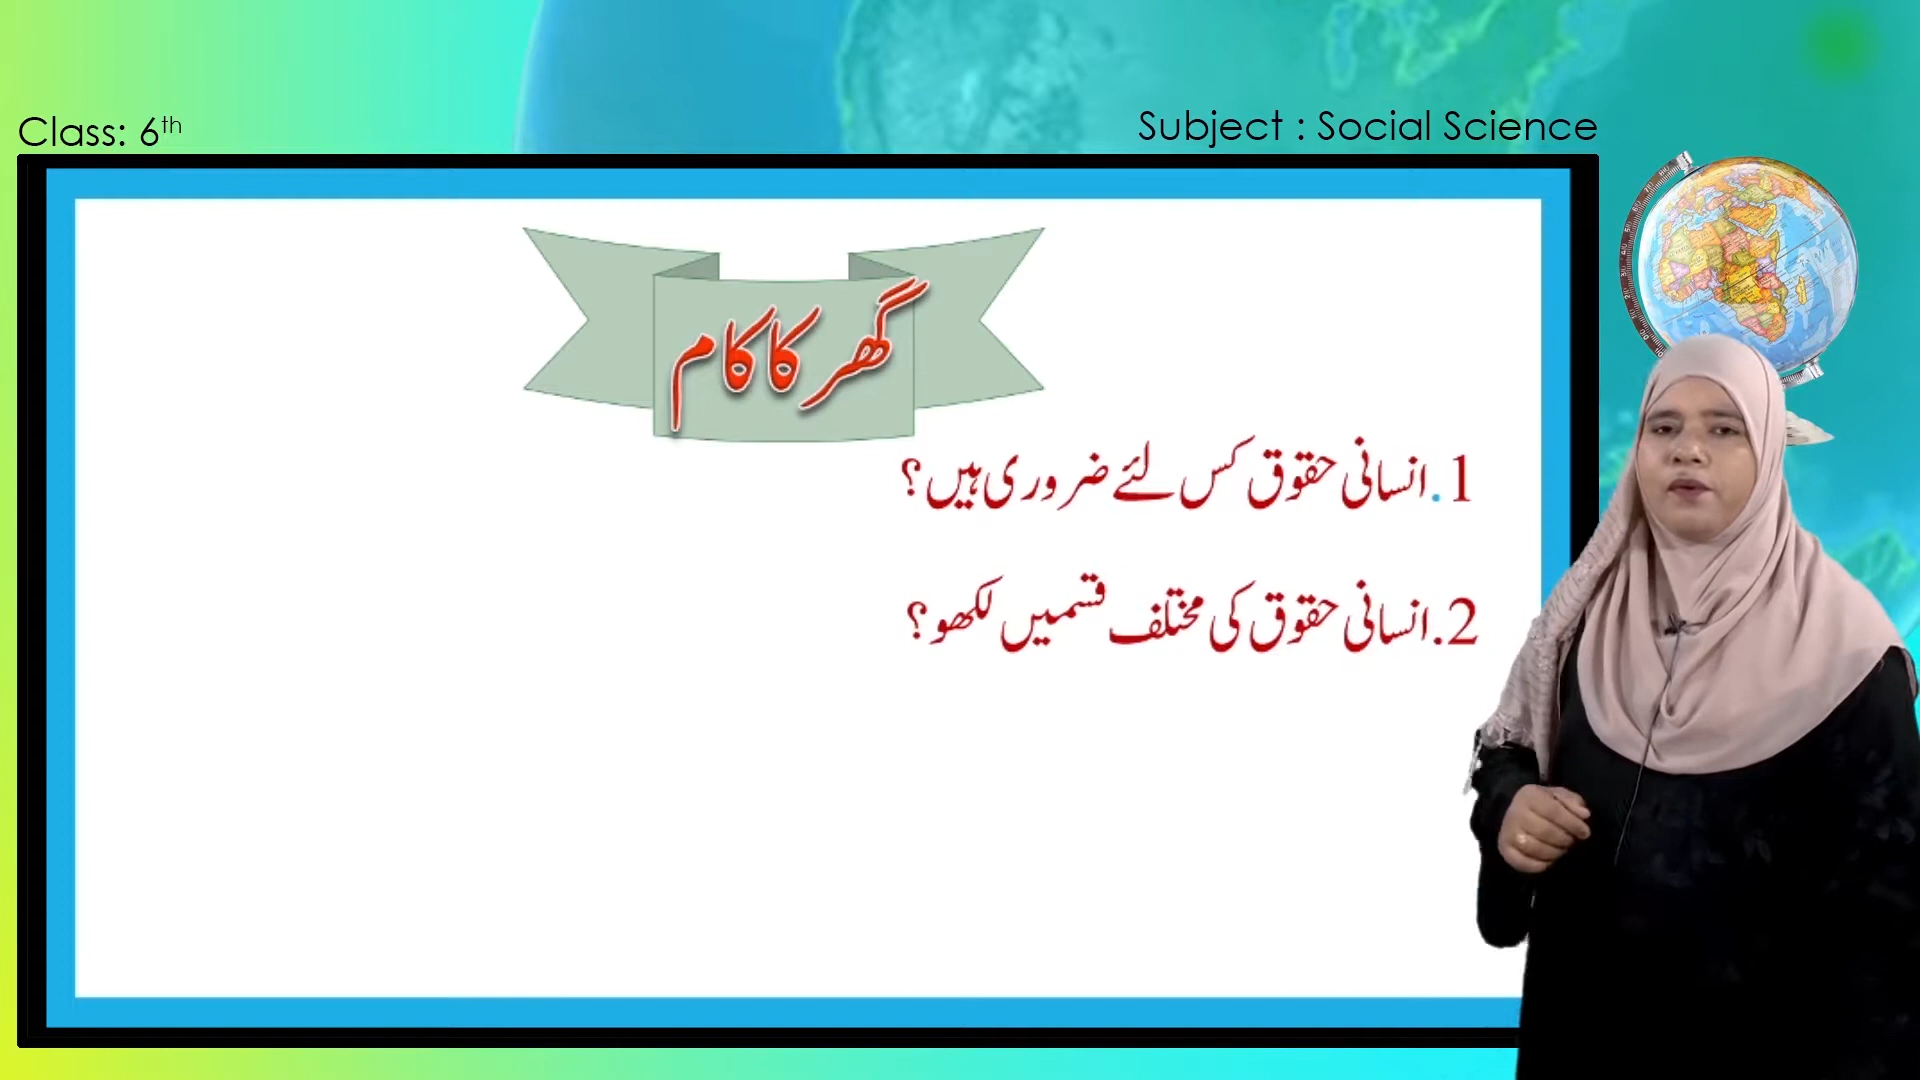 Class: 6th
Subject : Social Science
گھر کا کام
1. انسانی حقوق کس لئے ضروری ہیں؟
2. انسانی حقوق کی مختلف قسمیں لکھو؟